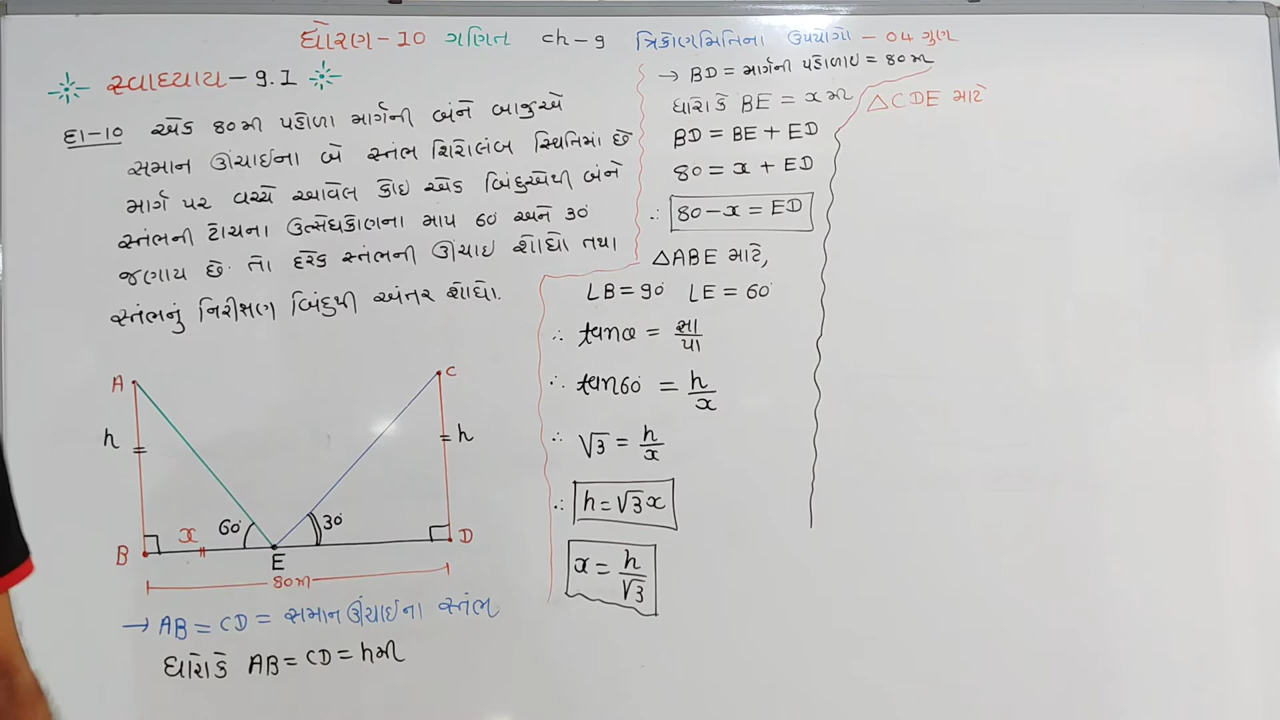 ધોરણ-10 ગણિત ch-9 ત્રિકોણમિતિના ઉપયોગો - 04 ગુણ
સ્વાધ્યાય-9.1
દા-10 એક 80મી પહોળા માર્ગની બંને બાજુએ
સમાન ઊંચાઈના બે સ્તંભ શિરોલંબ સ્થિતિમાં છે
માર્ગ પર વચ્ચે આવેલ કોઇ એક બિંદુએથી બંને
સ્તંભની ટોચના ઉત્સેધકોણના માપ 60° અને 30°
જણાય છે. તો દરેક સ્તંભની ઊંચાઇ શોધો તથા
સ્તંભનું નિરીક્ષણ બિંદુથી અંતર શોધો.
A
C
h
h
60°
30°
B
x
E
D
80મી
→ AB = CD = સમાન ઊંચાઇના સ્તંભ
ધારોકે AB = CD = hમી
→ BD = માર્ગની પહોળાઇ = 80મી
ધારોકે BE = xમી
BD = BE + ED
80 = x + ED
∴ 80-x = ED
△ABE માટે,
∠B = 90° ∠E = 60°
∴ tanθ = સા/પા
∴ tan60° = h/x
∴ √3 = h/x
∴ h = √3x
x = h/√3
△CDE માટે